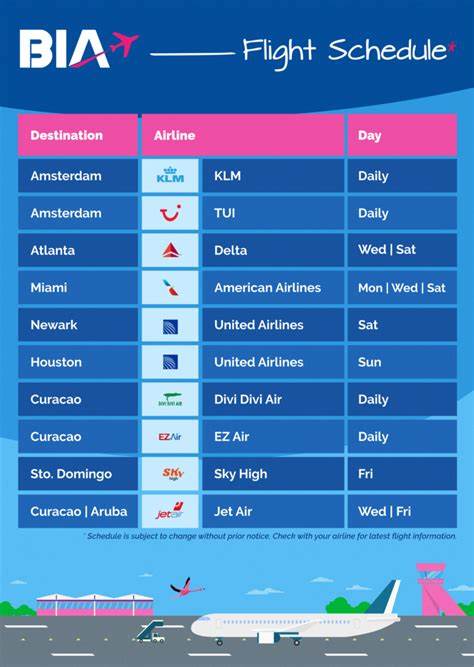 BIA Flight Schedule*
Destination Airline Day
Amsterdam KLM KLM Daily
Amsterdam TUI Daily
Atlanta Delta Wed | Sat
Miami American Airlines Mon | Wed | Sat
Newark United Airlines Sat
Houston United Airlines Sun
Curacao divi divi air Divi Divi Air Daily
Curacao EZAir EZ Air Daily
Sto. Domingo Sky high Sky High Fri
Curacao | Aruba jetair Jet Air Wed | Fri
* Schedule is subject to change without prior notice. Check with your airline for latest flight information.